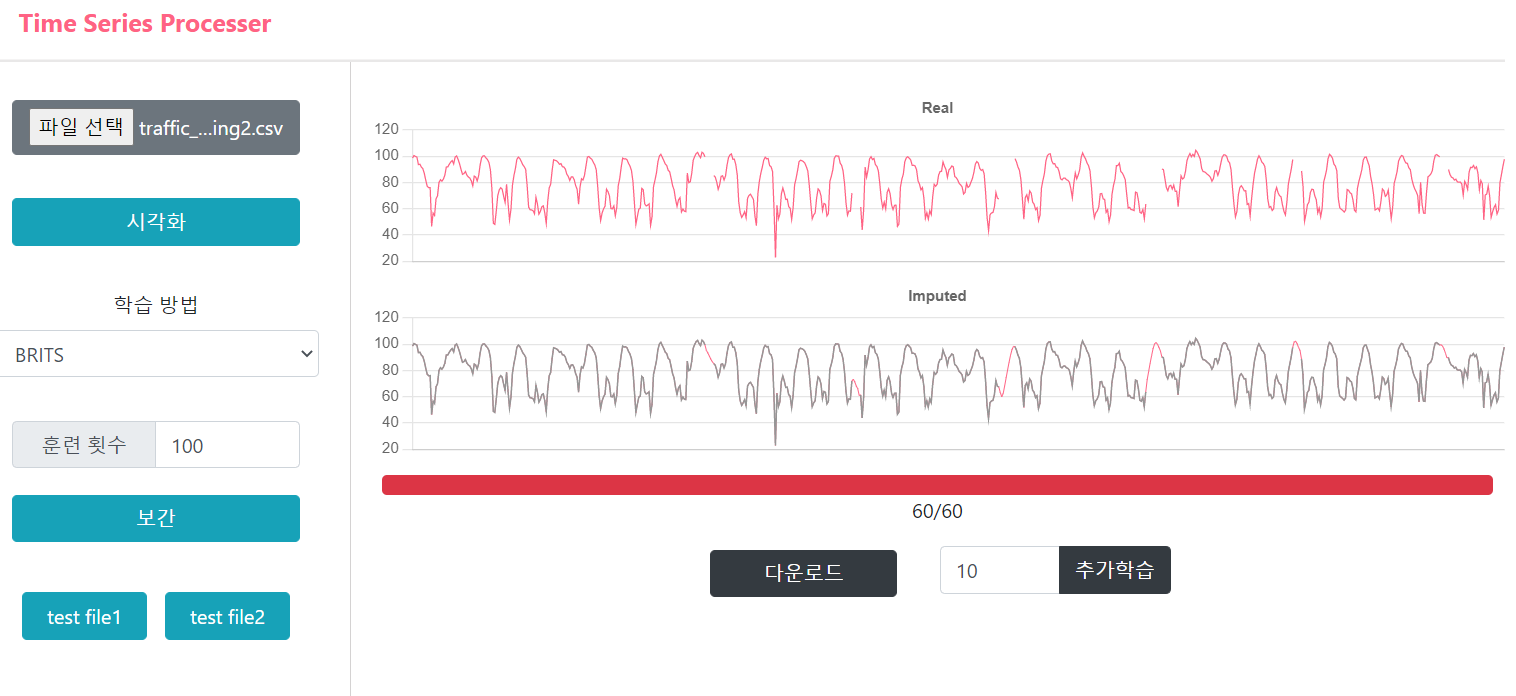 Time Series Processer
파일 선택 traffic_...ing2.csv
시각화
학습 방법
BRITS
훈련 횟수 100
보간
test file1 test file2
Real
120
100
80
60
40
20
Imputed
120
100
80
60
40
20
60/60
다운로드 10 추가학습